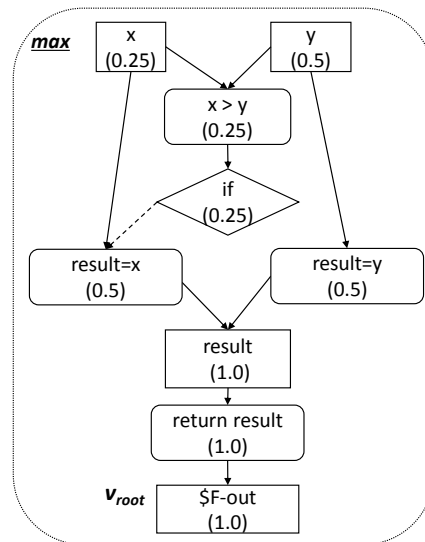 max
x
(0.25)
y
(0.5)
x > y
(0.25)
if
(0.25)
result=x
(0.5)
result=y
(0.5)
result
(1.0)
return result
(1.0)
v_root
$F-out
(1.0)